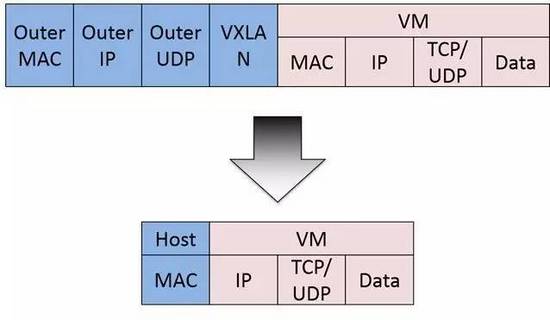 Outer MAC
Outer IP
Outer UDP
VXLA N
VM
MAC
IP
TCP/ UDP
Data
Host
VM
MAC
IP
TCP/ UDP
Data